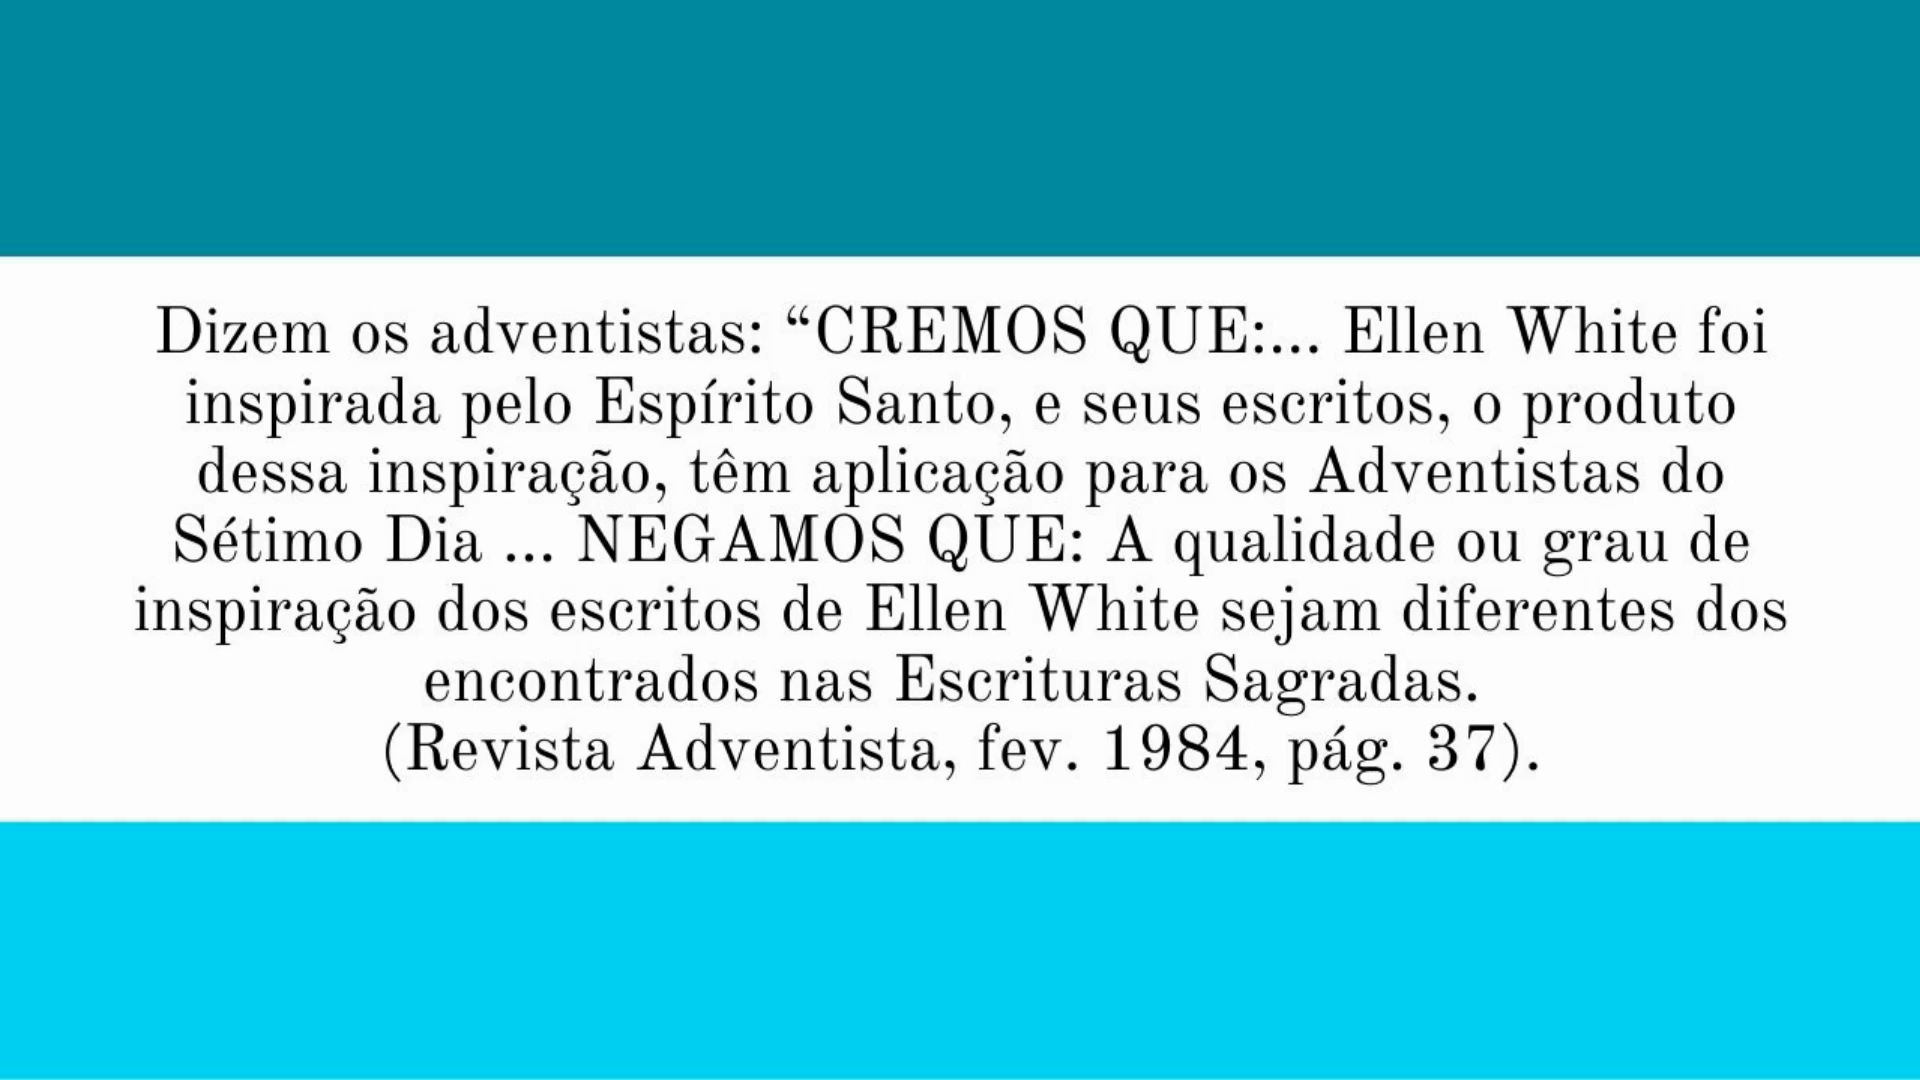 Dizem os adventistas: “CREMOS QUE:... Ellen White foi
inspirada pelo Espírito Santo, e seus escritos, o produto
dessa inspiração, têm aplicação para os Adventistas do
Sétimo Dia ... NEGAMOS QUE: A qualidade ou grau de
inspiração dos escritos de Ellen White sejam diferentes dos
encontrados nas Escrituras Sagradas.
(Revista Adventista, fev. 1984, pág. 37).